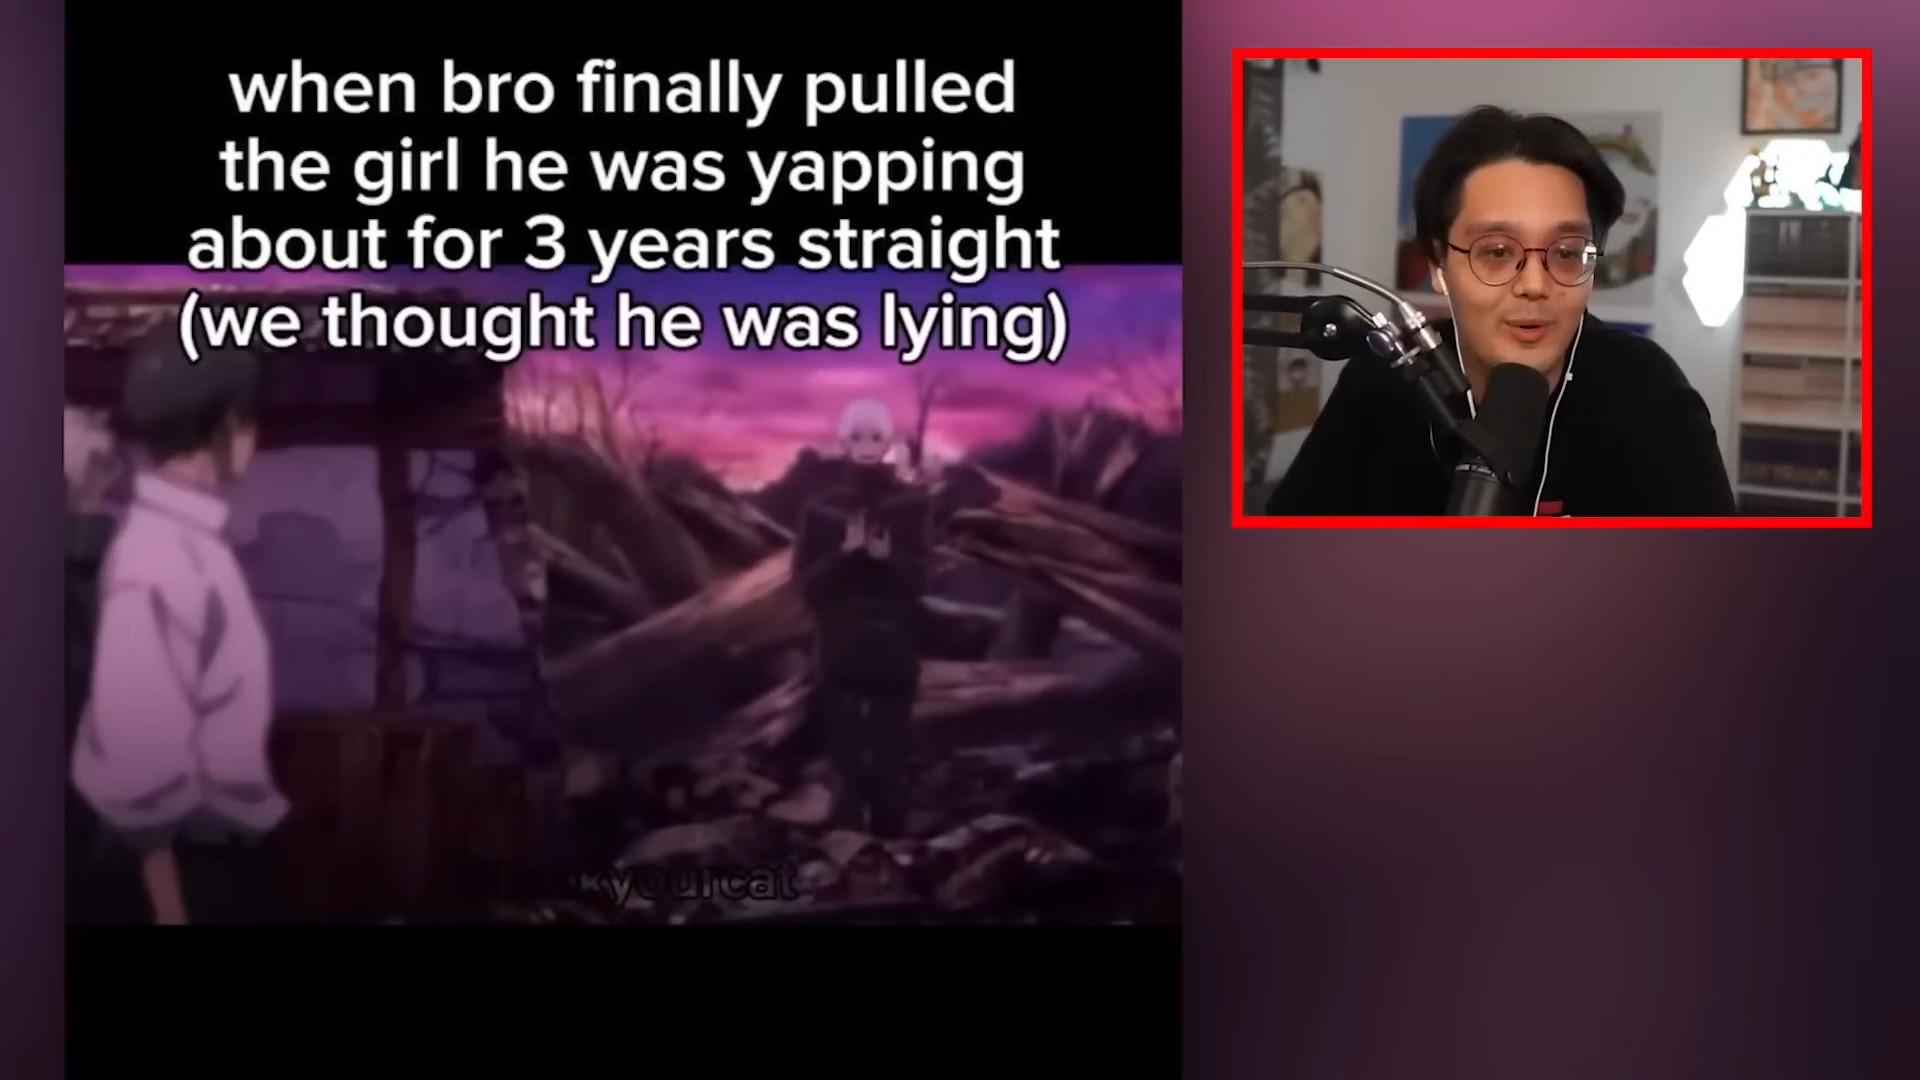 when bro finally pulled
the girl he was yapping
about for 3 years straight
(we thought he was lying)